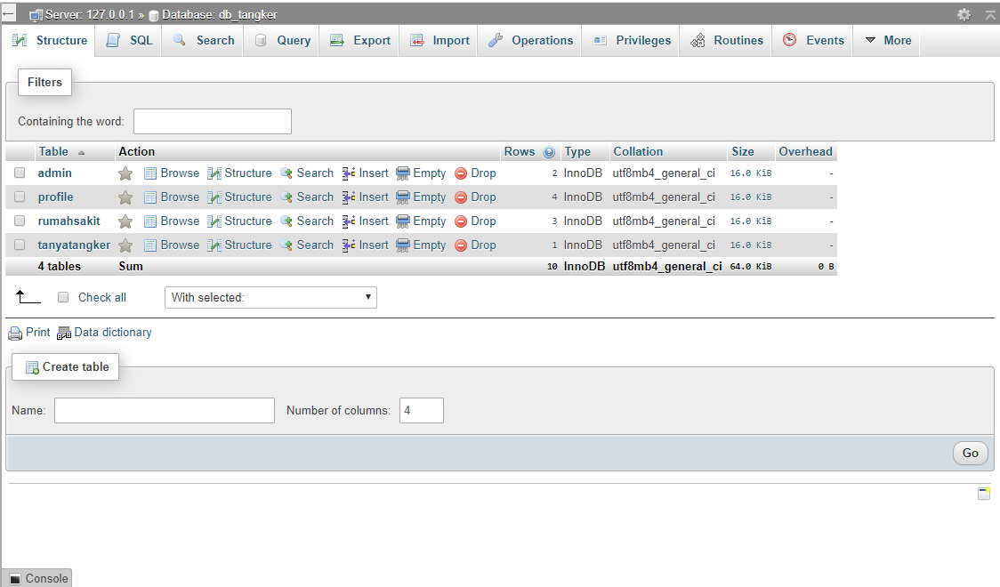 Server: 127.0.0.1 » Database: db_tangker
Structure SQL Search Query Export Import Operations Privileges Routines Events More
Filters
Containing the word:
Table Action Rows Type Collation Size Overhead
admin Browse Structure Search Insert Empty Drop 2 InnoDB utf8mb4_general_ci 16.0 KiB -
profile Browse Structure Search Insert Empty Drop 4 InnoDB utf8mb4_general_ci 16.0 KiB -
rumahsakit Browse Structure Search Insert Empty Drop 3 InnoDB utf8mb4_general_ci 16.0 KiB -
tanyatangker Browse Structure Search Insert Empty Drop 1 InnoDB utf8mb4_general_ci 16.0 KiB -
4 tables Sum 10 InnoDB utf8mb4_general_ci 64.0 KiB 0 B
Check all With selected:
Print Data dictionary
Create table
Name: Number of columns: 4
Go
Console